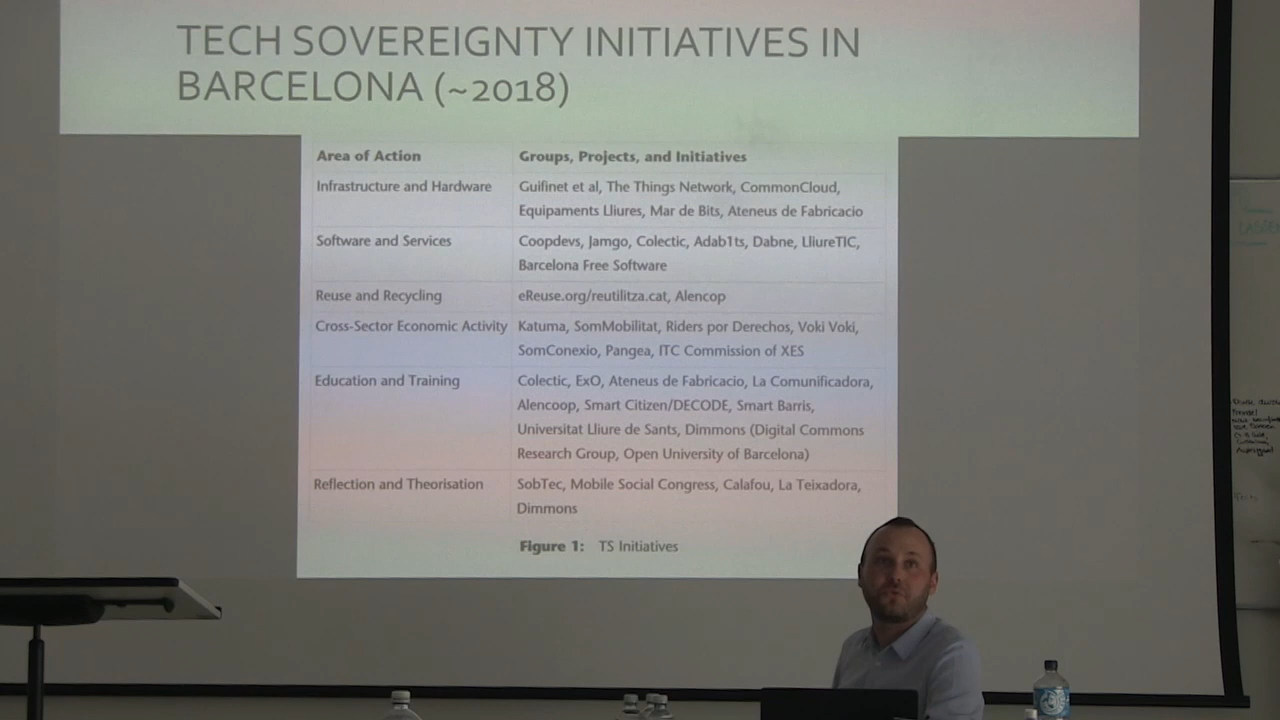 TECH SOVEREIGNTY INITIATIVES IN
BARCELONA (~2018)
Area of Action Groups, Projects, and Initiatives
Infrastructure and Hardware Guifinet et al, The Things Network, CommonCloud,
Equipaments Lliures, Mar de Bits, Ateneus de Fabricacio
Software and Services Coopdevs, Jamgo, Colectic, Adab1ts, Dabne, LliureTIC,
Barcelona Free Software
Reuse and Recycling eReuse.org/reutilitza.cat, Alencop
Cross-Sector Economic Activity Katuma, SomMobilitat, Riders por Derechos, Voki Voki,
SomConexio, Pangea, ITC Commission of XES
Education and Training Colectic, ExO, Ateneus de Fabricacio, La Comunificadora,
Alencoop, Smart Citizen/DECODE, Smart Barris,
Universitat Lliure de Sants, Dimmons (Digital Commons
Research Group, Open University of Barcelona)
Reflection and Theorisation SobTec, Mobile Social Congress, Calafou, La Teixadora,
Dimmons
Figure 1: TS Initiatives